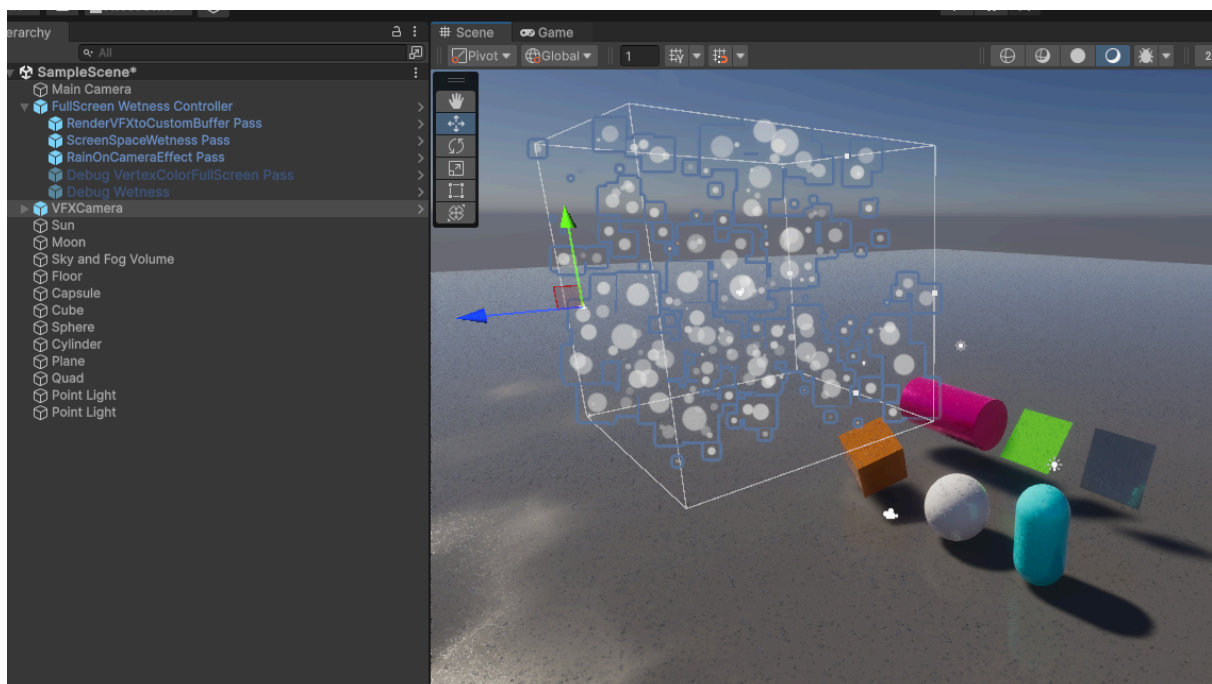 erarchy
Scene
Game
All
Pivot
Global
1
2
SampleScene*
Main Camera
FullScreen Wetness Controller
RenderVFXtoCustomBuffer Pass
ScreenSpaceWetness Pass
RainOnCameraEffect Pass
Debug VertexColorFullScreen Pass
Debug Wetness
VFXCamera
Sun
Moon
Sky and Fog Volume
Floor
Capsule
Cube
Sphere
Cylinder
Plane
Quad
Point Light
Point Light